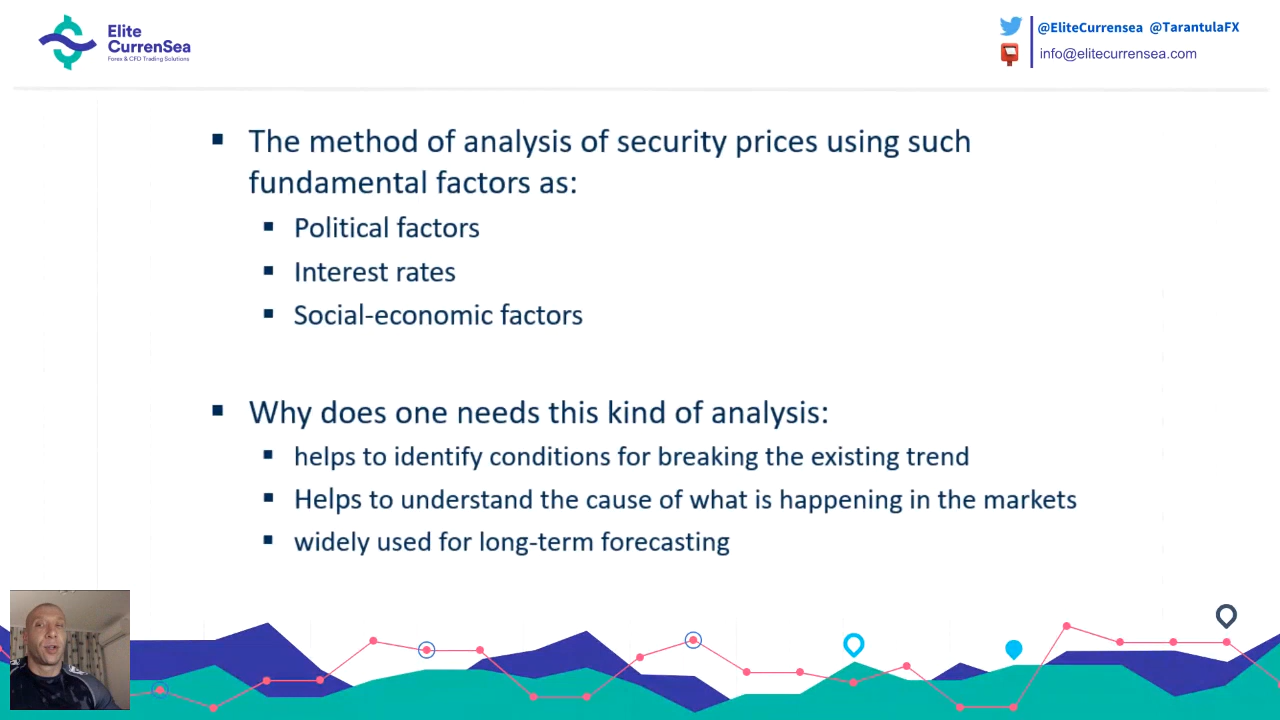 Elite
CurrenSea
Forex & CFD Trading Solutions
@EliteCurrensea @TarantulaFX
info@elitecurrensea.com
The method of analysis of security prices using such
fundamental factors as:
Political factors
Interest rates
Social-economic factors
Why does one needs this kind of analysis:
helps to identify conditions for breaking the existing trend
Helps to understand the cause of what is happening in the markets
widely used for long-term forecasting